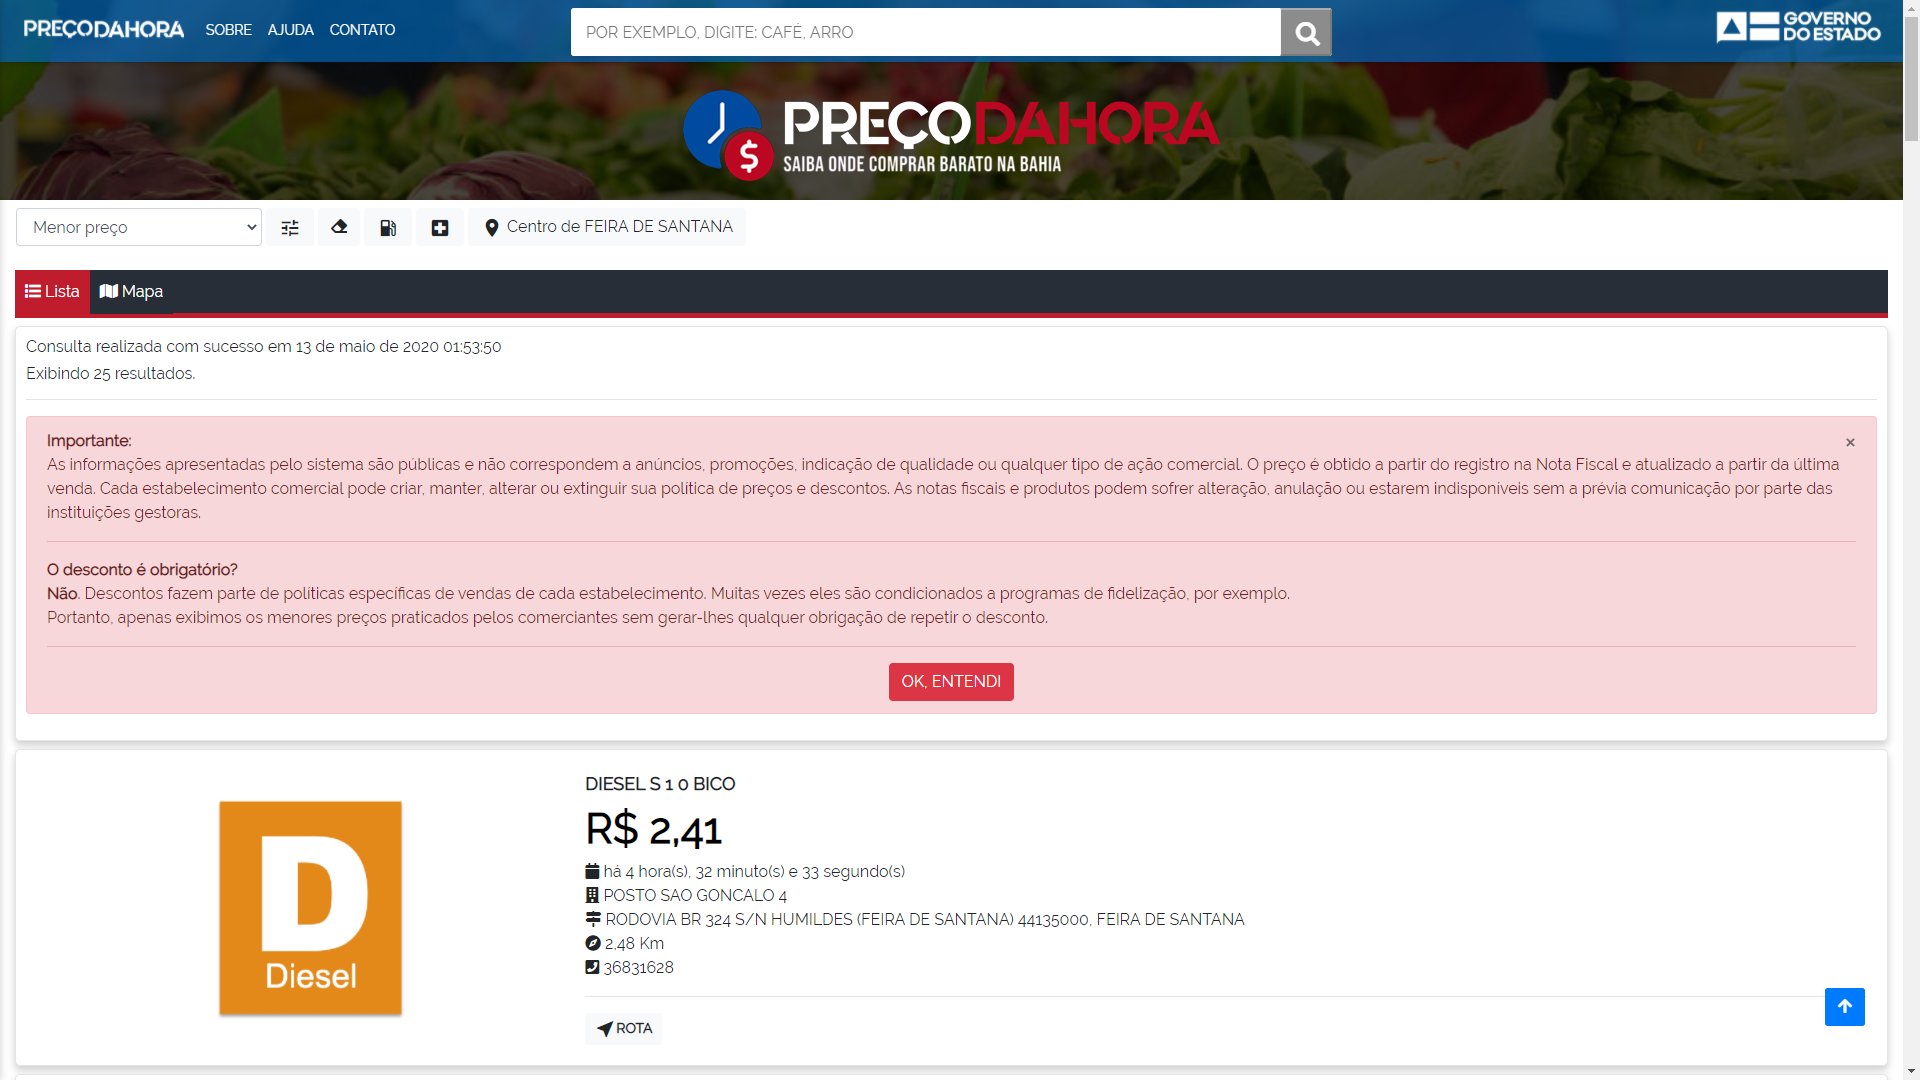 PREÇODAHORA SOBRE AJUDA CONTATO
POR EXEMPLO, DIGITE: CAFÉ, ARRO
GOVERNO
DO ESTADO
PREÇODAHORA
$ SAIBA ONDE COMPRAR BARATO NA BAHIA
Menor preço
Centro de FEIRA DE SANTANA
Lista Mapa
Consulta realizada com sucesso em 13 de maio de 2020 01:53:50
Exibindo 25 resultados.
Importante:
×
As informações apresentadas pelo sistema são públicas e não correspondem a anúncios, promoções, indicação de qualidade ou qualquer tipo de ação comercial. O preço é obtido a partir do registro na Nota Fiscal e atualizado a partir da última
venda. Cada estabelecimento comercial pode criar, manter, alterar ou extinguir sua política de preços e descontos. As notas fiscais e produtos podem sofrer alteração, anulação ou estarem indisponíveis sem a prévia comunicação por parte das
instituições gestoras.
O desconto é obrigatório?
Não. Descontos fazem parte de políticas específicas de vendas de cada estabelecimento. Muitas vezes eles são condicionados a programas de fidelização, por exemplo.
Portanto, apenas exibimos os menores preços praticados pelos comerciantes sem gerar-lhes qualquer obrigação de repetir o desconto.
OK, ENTENDI
D
Diesel
DIESEL S 1 0 BICO
R$ 2,41
há 4 hora(s), 32 minuto(s) e 33 segundo(s)
POSTO SAO GONCALO 4
RODOVIA BR 324 S/N HUMILDES (FEIRA DE SANTANA) 44135000, FEIRA DE SANTANA
2,48 Km
36831628
ROTA